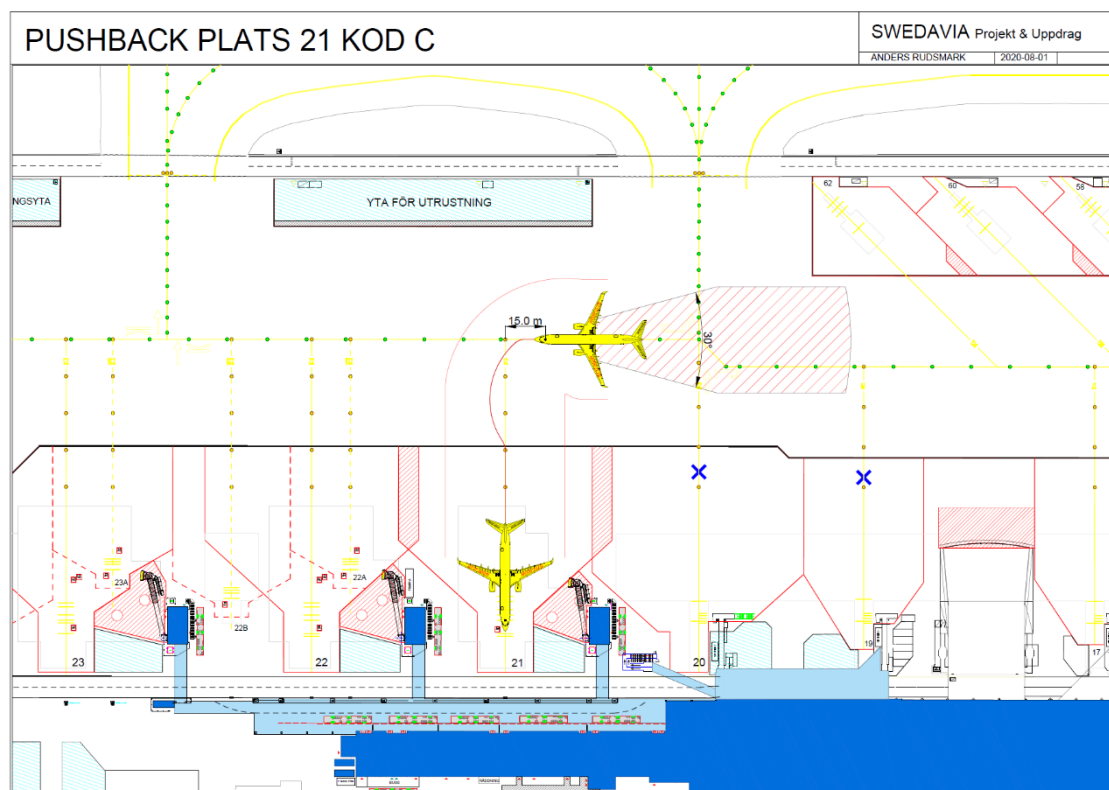 PUSHBACK PLATS 21 KOD C
SWEDAVIA Projekt & Uppdrag
ANDERS RUDSMARK 2020-08-01
NGSYTA
YTA FÖR UTRUSTNING
62
60
58
15.0 m
30°
23A
22A
22B
23
22
21
20
19
17